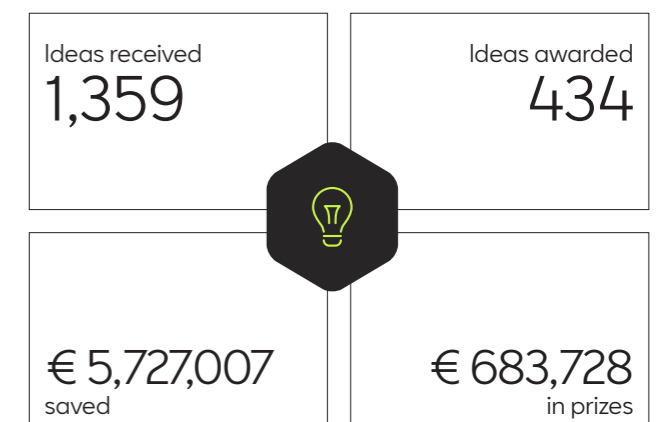 Ideas received
1,359
Ideas awarded
434
€ 5,727,007
saved
€ 683,728
in prizes